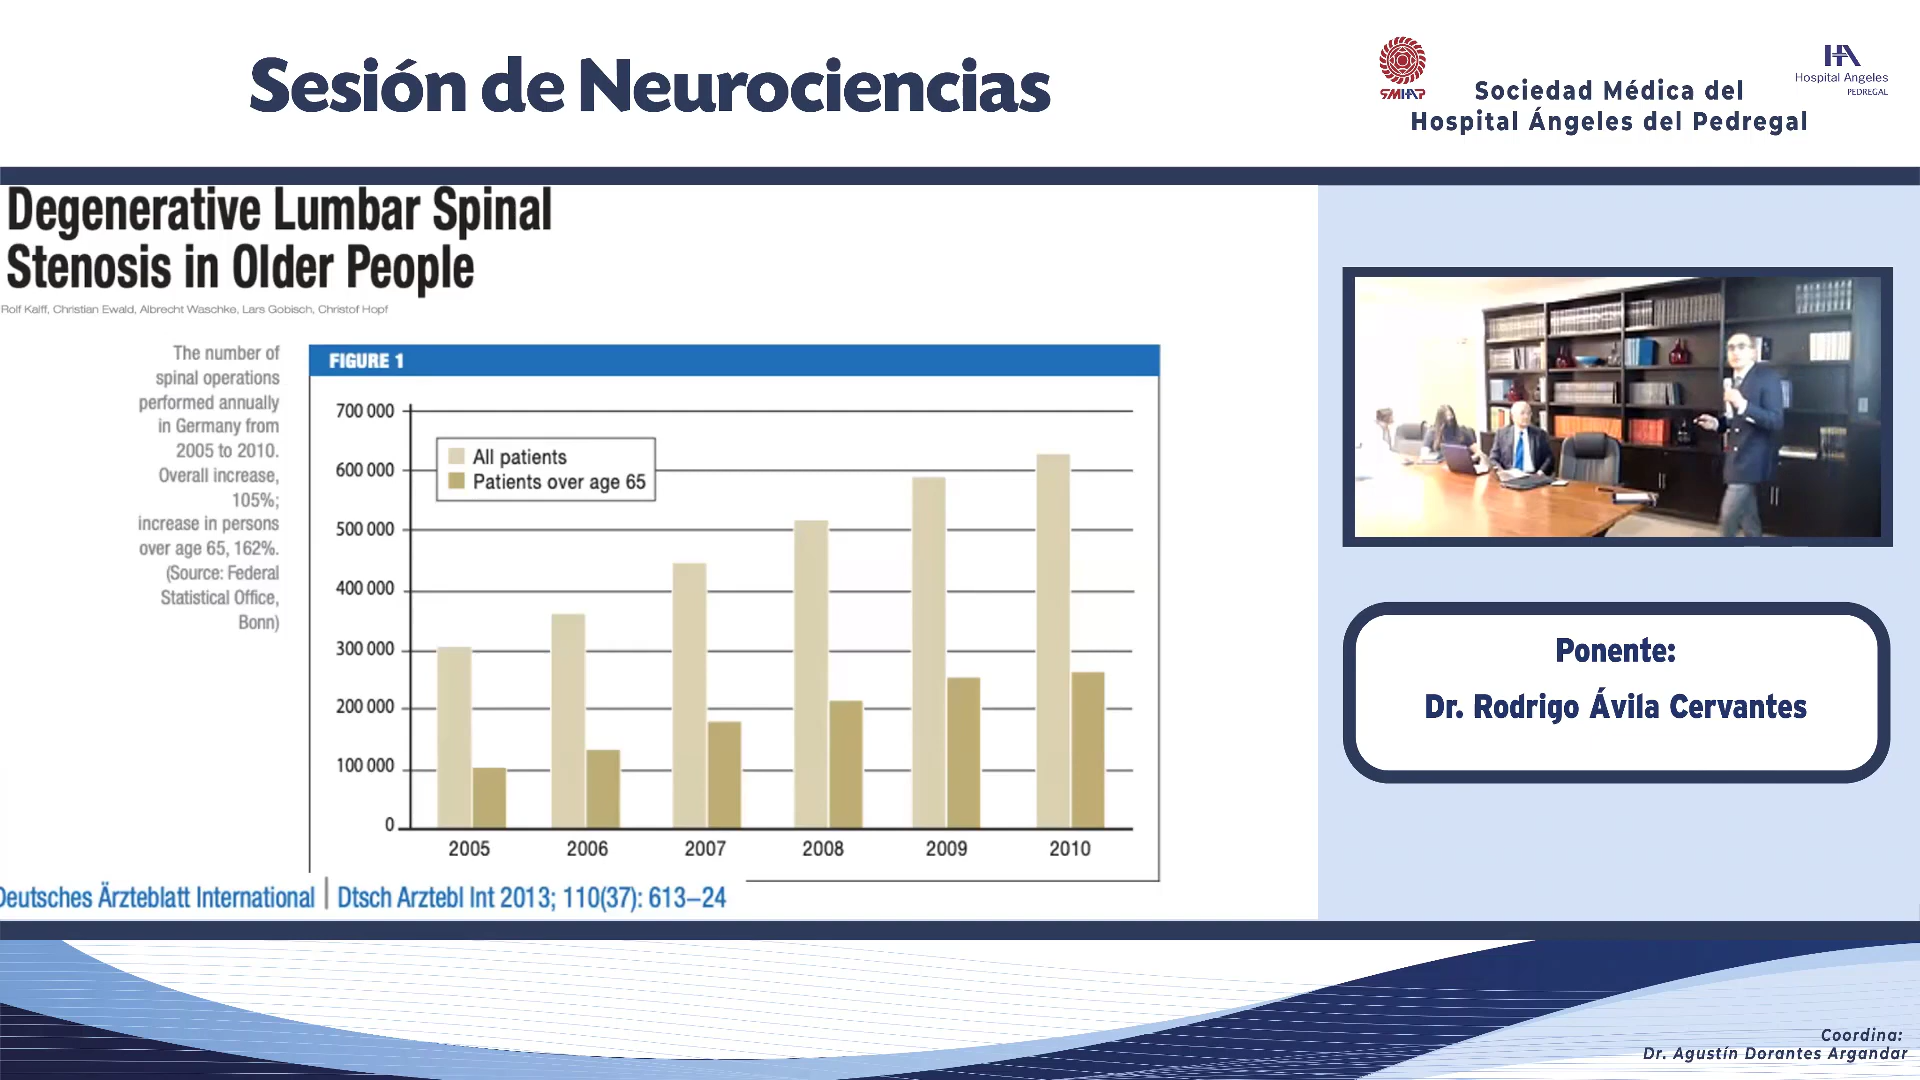 Sesión de Neurociencias
SMHAP
Sociedad Médica del
Hospital Ángeles del Pedregal
HA
Hospital Angeles
PEDREGAL
Degenerative Lumbar Spinal
Stenosis in Older People
Rolf Kalff, Christian Ewald, Albrecht Waschke, Lars Gobisch, Christof Hopf
The number of
spinal operations
performed annually
in Germany from
2005 to 2010.
Overall increase,
105%;
increase in persons
over age 65, 162%.
(Source: Federal
Statistical Office,
Bonn)
FIGURE 1
700 000
600 000
500 000
400 000
300 000
200 000
100 000
0
All patients
Patients over age 65
2005 2006 2007 2008 2009 2010
Deutsches Ärzteblatt International | Dtsch Arztebl Int 2013; 110(37): 613–24
Ponente:
Dr. Rodrigo Ávila Cervantes
Coordina:
Dr. Agustín Dorantes Argandar